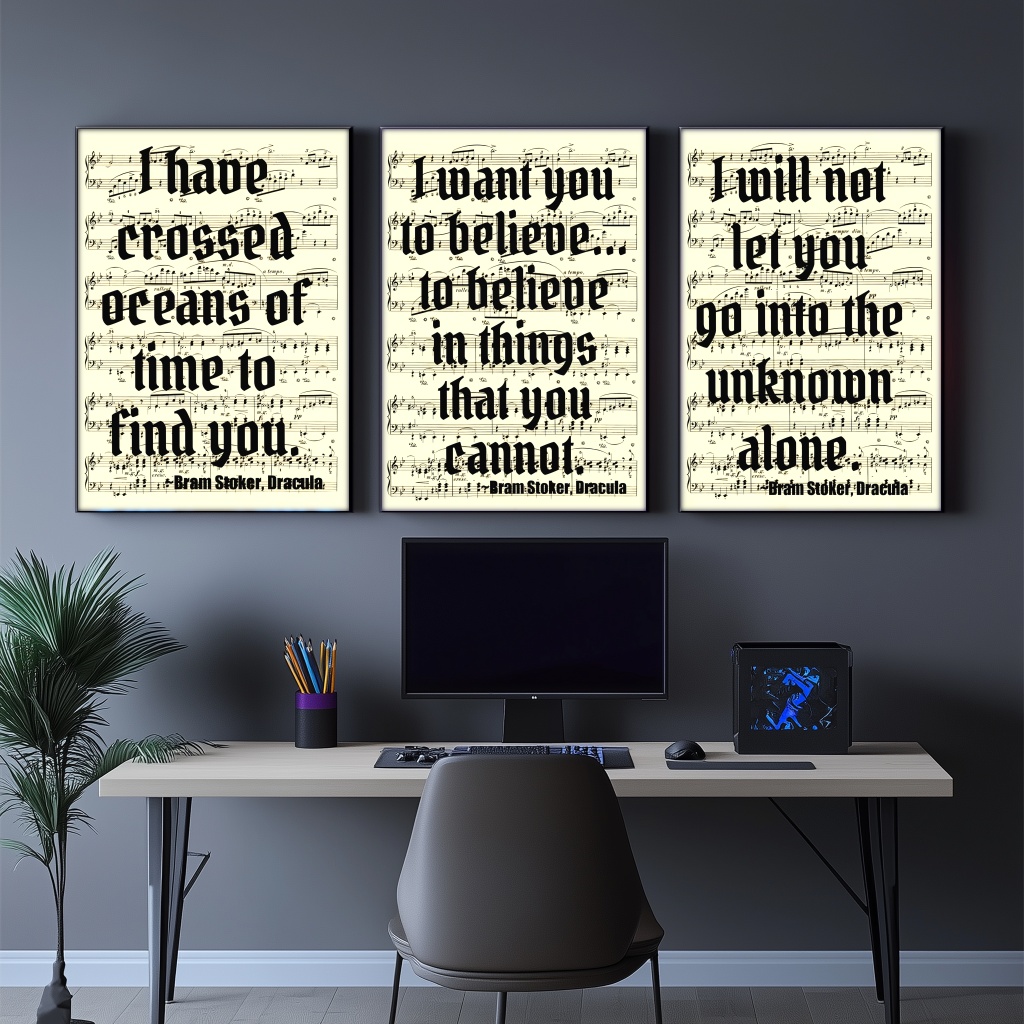 I have
crossed
oceans of
time to
find you.
~Bram Stoker, Dracula
I want you
to believe...
to believe
in things
that you
cannot.
~Bram Stoker, Dracula
I will not
let you
go into the
unknown
alone.
~Bram Stoker, Dracula